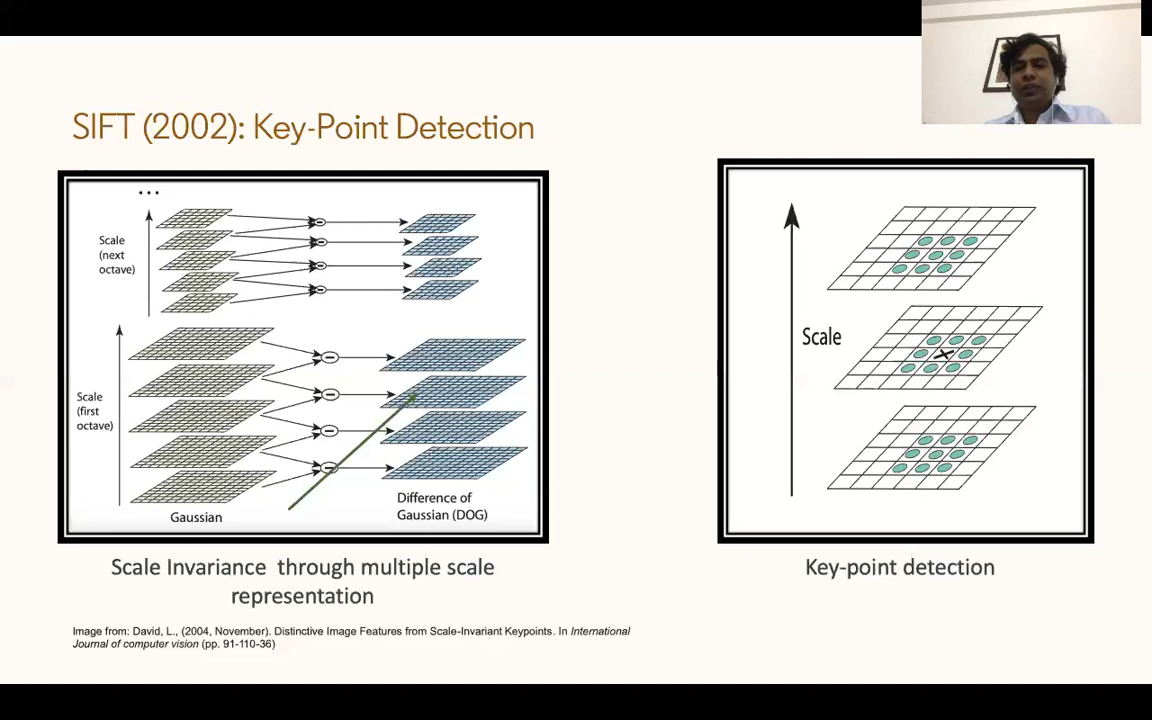 SIFT (2002): Key-Point Detection
...
Scale
(next
octave)
Scale
(first
octave)
Gaussian
Difference of
Gaussian (DOG)
Scale Invariance through multiple scale
representation
Scale
Key-point detection
Image from: David, L., (2004, November). Distinctive Image Features from Scale-Invariant Keypoints. In International
Journal of computer vision (pp. 91-110-36)